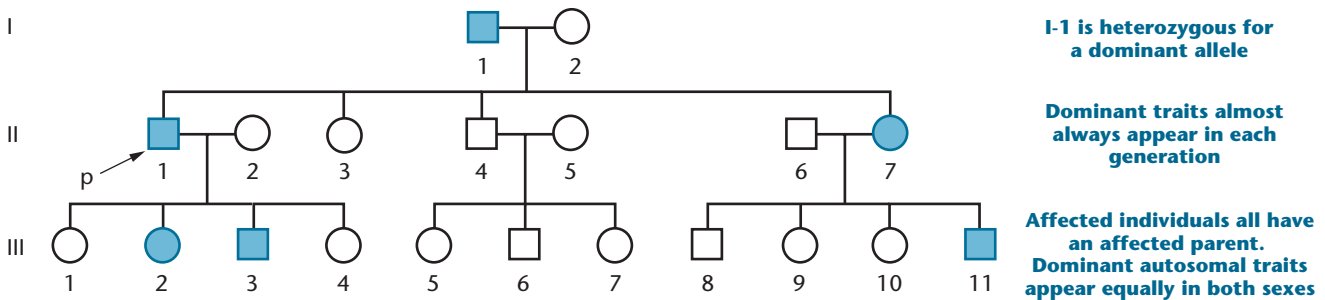 I
1 2
I-1 is heterozygous for
a dominant allele
II
p
1 2 3 4 5 6 7
Dominant traits almost
always appear in each
generation
III
1 2 3 4 5 6 7 8 9 10 11
Affected individuals all have
an affected parent.
Dominant autosomal traits
appear equally in both sexes